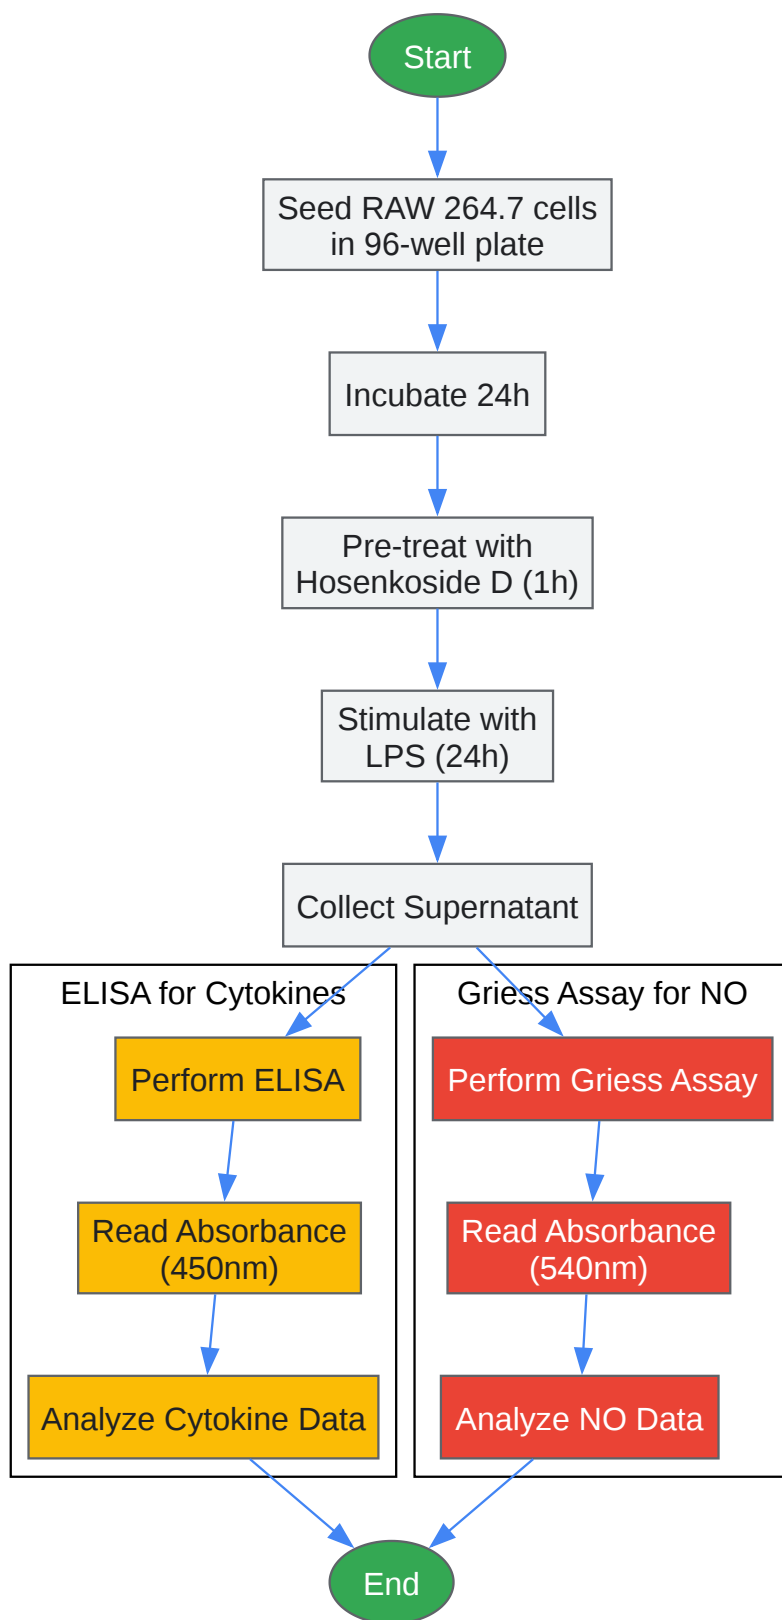 Start
Seed RAW 264.7 cells
in 96-well plate
Incubate 24h
Pre-treat with
Hosenkoside D (1h)
Stimulate with
LPS (24h)
Collect Supernatant
ELISA for Cytokines
Perform ELISA
Read Absorbance
(450nm)
Analyze Cytokine Data
Griess Assay for NO
Perform Griess Assay
Read Absorbance
(540nm)
Analyze NO Data
End